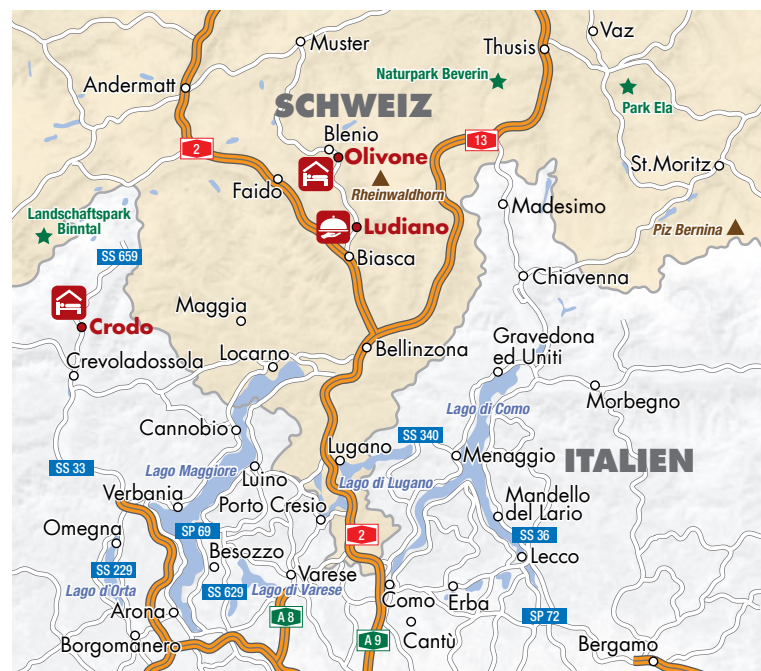 Muster
Thusis
Vaz
Andermatt
Naturpark Beverin
Park Ela
SCHWEIZ
Blenio
13
2
Olivone
St.Moritz
Faido
Rheinwaldhorn
Madesimo
Landschaftspark
Binntal
Ludiano
Piz Bernina
SS 659
Biasca
Chiavenna
Maggia
Crodo
Gravedona
ed Uniti
Locarno
Bellinzona
Crevoladossola
Morbegno
Lago di Como
Cannobio
SS 340
Lugano
Menaggio
ITALIEN
SS 33
Lago Maggiore
Luino
Lago di Lugano
Verbania
Porto Cresio
Mandello
del Lario
Omegna
SP 69
2
SS 36
Besozzo
Lecco
SS 229
Varese
Lago d'Orta
SS 629
Lago di Varese
Como
Erba
Arona
A 8
SP 72
Borgomanero
A 9
Cantù
Bergamo